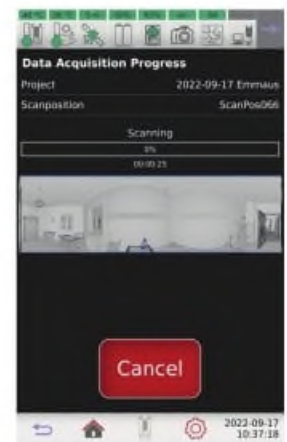 Data Acquisition Progress
Project 2022-09-17 Emmaus
Scanposition ScanPos066
Scanning
0%
00:00:25
Cancel
2022-09-17
10:37:18